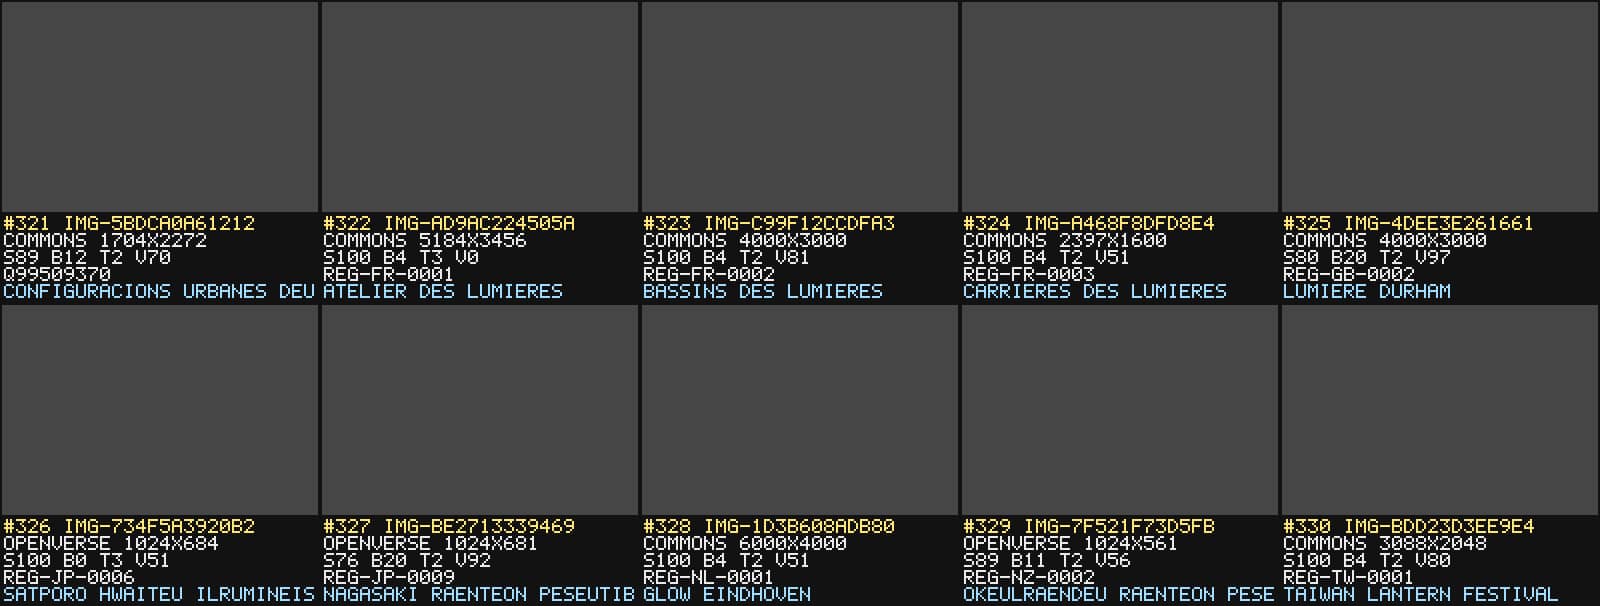 #321 IMG-5BDCA0A61212
COMMONS 1704X2272
S89 B12 T2 V70
Q99509370
CONFIGURACIONS URBANES DEU
#322 IMG-AD9AC224505A
COMMONS 5184X3456
S100 B4 T3 V0
REG-FR-0001
ATELIER DES LUMIERES
#323 IMG-C99F12CCDFA3
COMMONS 4000X3000
S100 B4 T2 V81
REG-FR-0002
BASSINS DES LUMIERES
#324 IMG-A468F8DFD8E4
COMMONS 2397X1600
S100 B4 T2 V51
REG-FR-0003
CARRIERES DES LUMIERES
#325 IMG-4DEE3E261661
COMMONS 4000X3000
S80 B20 T2 V97
REG-GB-0002
LUMIERE DURHAM
#326 IMG-734F5A3920B2
OPENVERSE 1024X684
S100 B0 T3 V51
REG-JP-0006
SATPORO HWAITEU ILRUMINEIS
#327 IMG-BE2713339469
OPENVERSE 1024X681
S76 B20 T2 V92
REG-JP-0009
NAGASAKI RAENTEON PESEUTIB
#328 IMG-1D3B608ADB80
COMMONS 6000X4000
S100 B4 T2 V51
REG-NL-0001
GLOW EINDHOVEN
#329 IMG-7F521F73D5FB
OPENVERSE 1024X561
S89 B11 T2 V56
REG-NZ-0002
OKEULRAENDEU RAENTEON PESE
#330 IMG-BDD23D3EE9E4
COMMONS 3088X2048
S100 B4 T2 V80
REG-TW-0001
TAIWAN LANTERN FESTIVAL